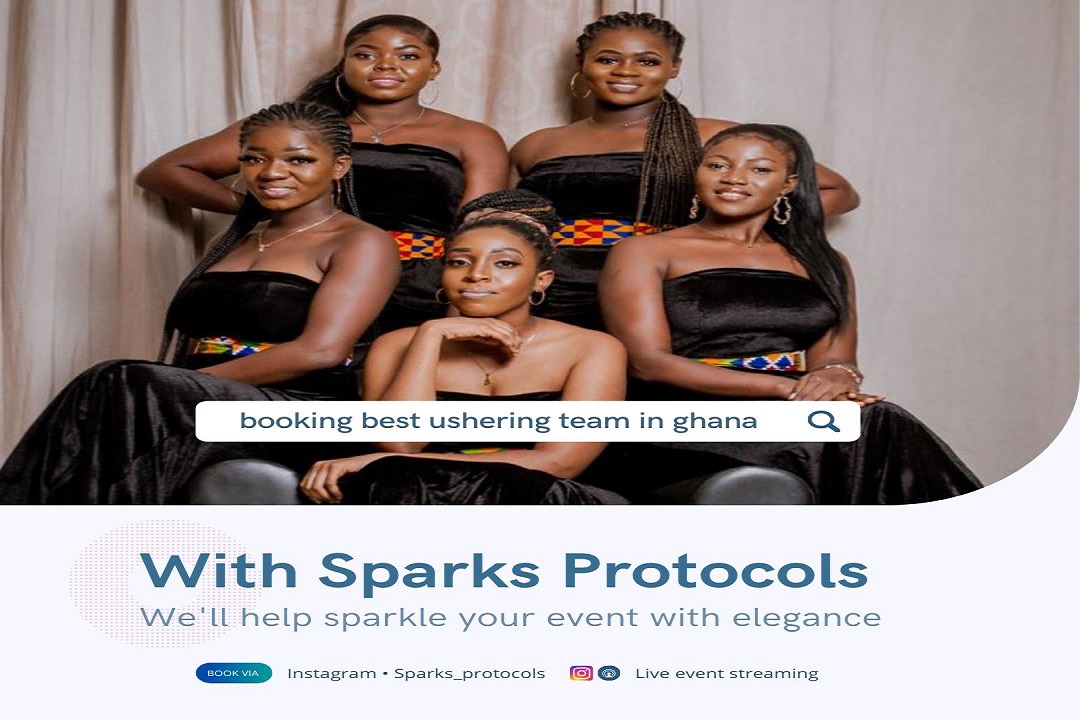 booking best ushering team in ghana
With Sparks Protocols
We'll help sparkle your event with elegance
BOOK VIA Instagram • Sparks_protocols Live event streaming